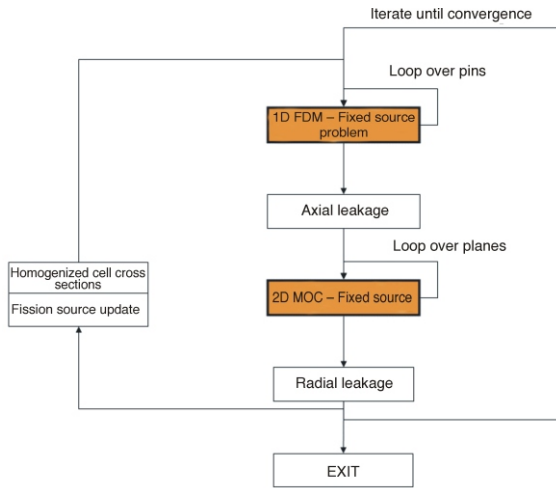 Iterate until convergence
Loop over pins
1D FDM – Fixed source
problem
Axial leakage
Loop over planes
Homogenized cell cross
sections
Fission source update
2D MOC – Fixed source
Radial leakage
EXIT